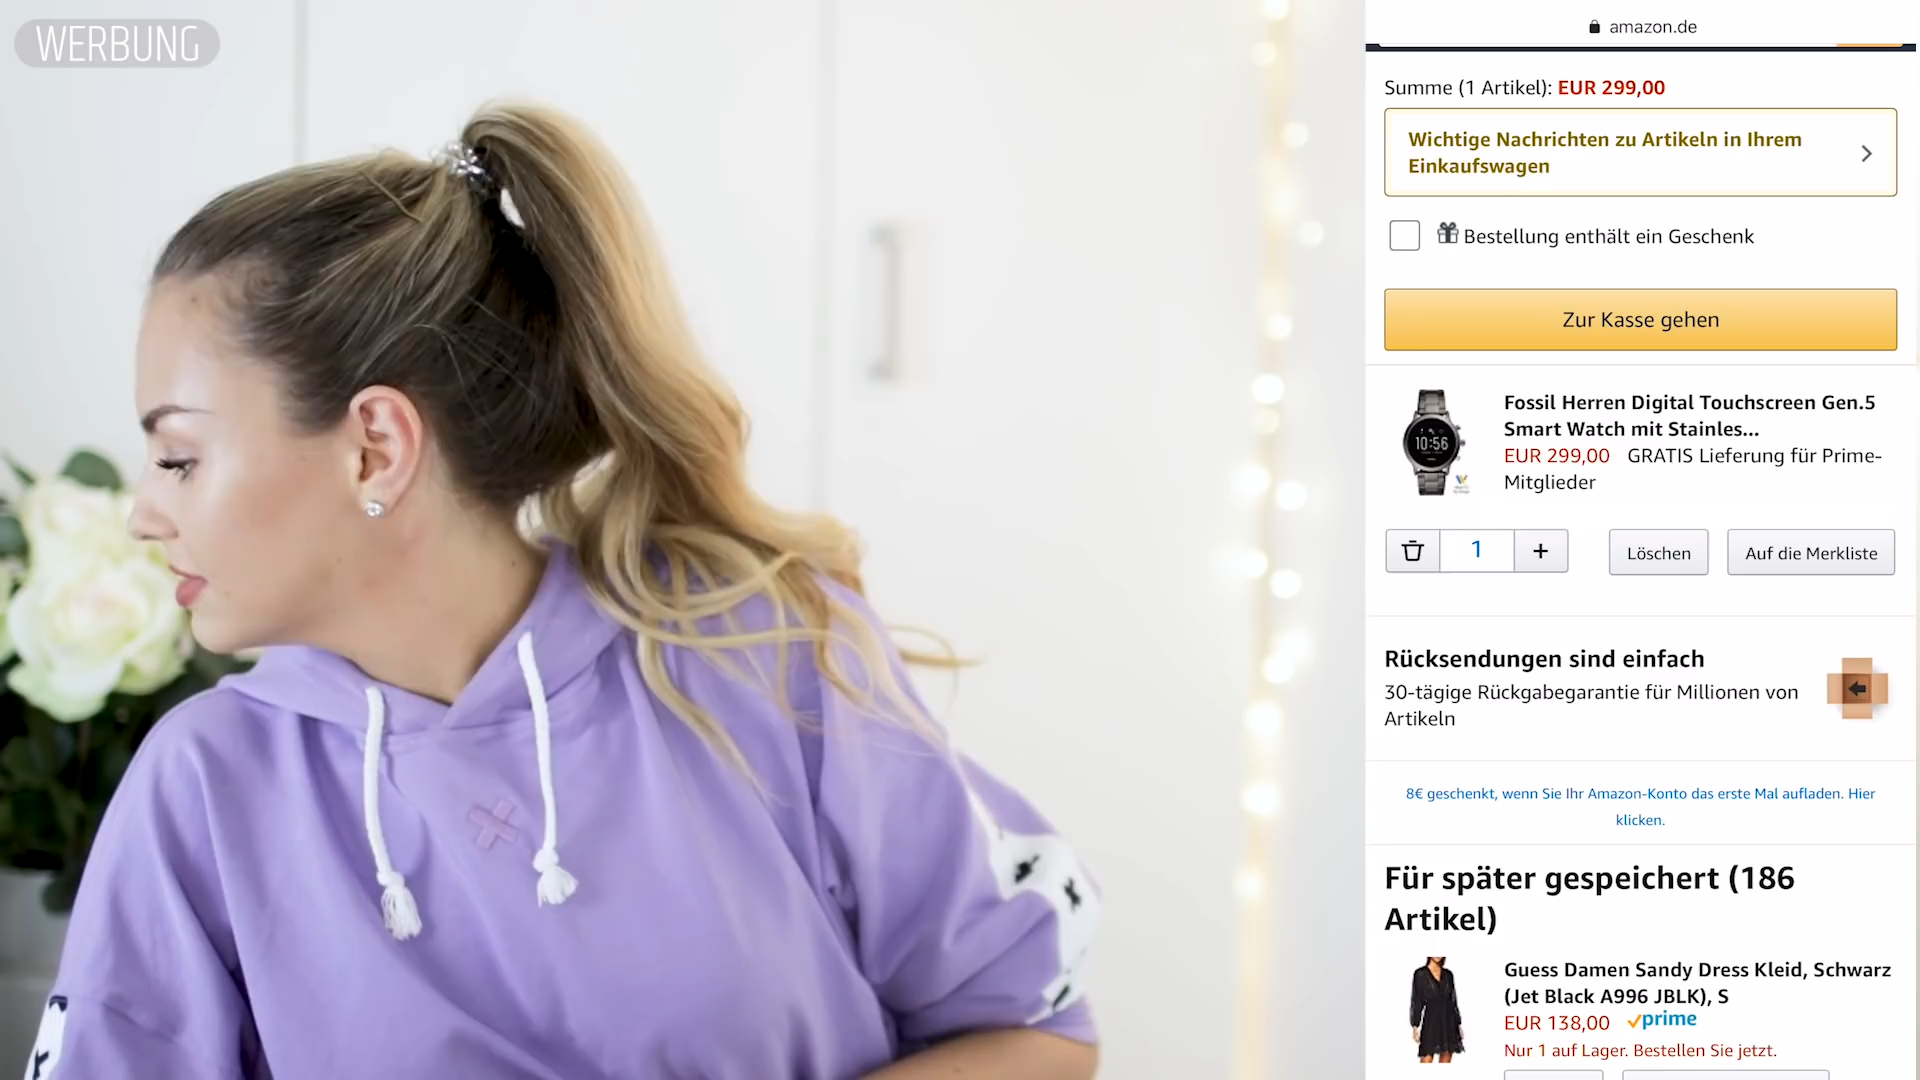 WERBUNG
amazon.de
Summe (1 Artikel): EUR 299,00
Wichtige Nachrichten zu Artikeln in Ihrem
Einkaufswagen
Bestellung enthält ein Geschenk
Zur Kasse gehen
10:56
Fossil Herren Digital Touchscreen Gen.5
Smart Watch mit Stainles...
EUR 299,00 GRATIS Lieferung für Prime-
Mitglieder
1
+
Löschen
Auf die Merkliste
Rücksendungen sind einfach
30-tägige Rückgabegarantie für Millionen von
Artikeln
8€ geschenkt, wenn Sie Ihr Amazon-Konto das erste Mal aufladen. Hier
klicken.
Für später gespeichert (186
Artikel)
Guess Damen Sandy Dress Kleid, Schwarz
(Jet Black A996 JBLK), S
EUR 138,00 prime
Nur 1 auf Lager. Bestellen Sie jetzt.